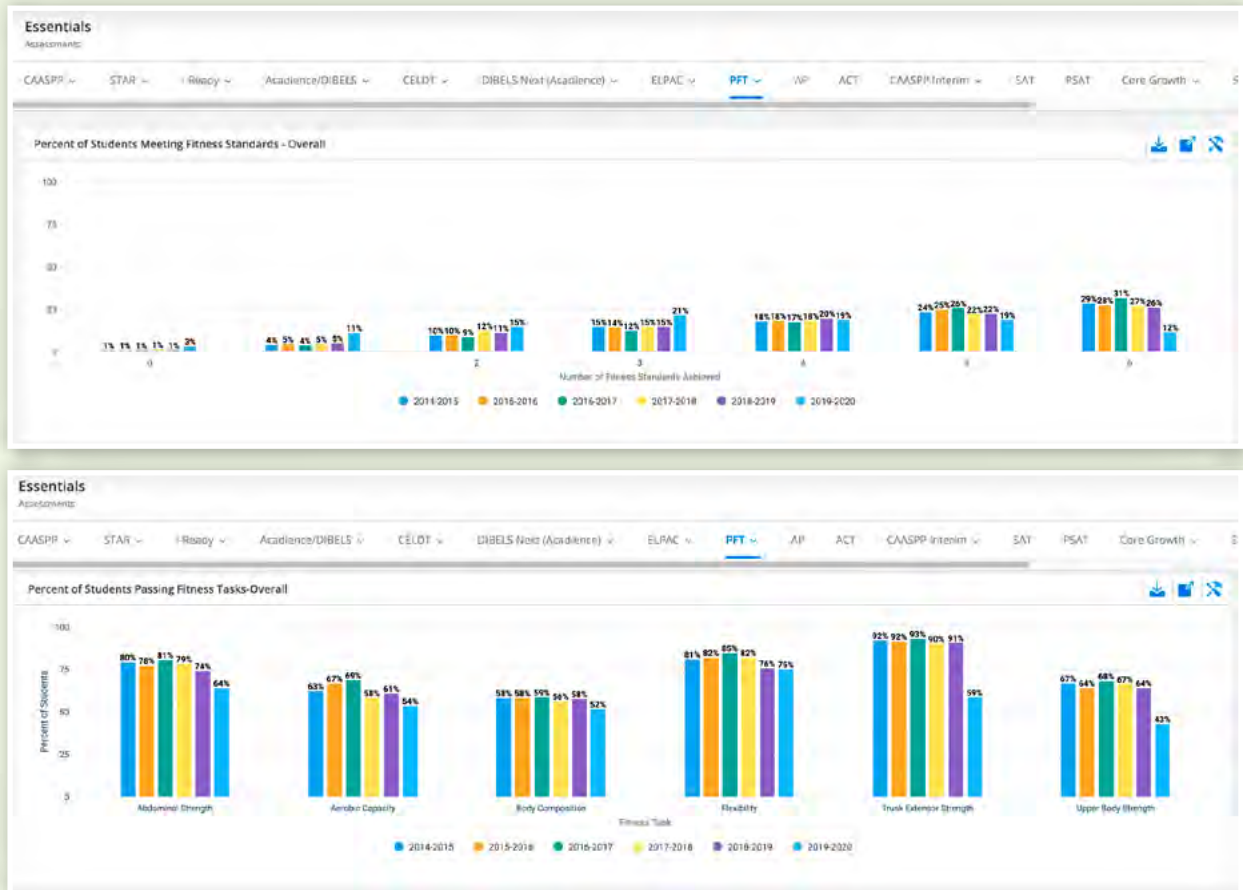 Essentials
Assessments
CAASPP STAR i-Ready Acadience/DIBELS CELDT DIBELS Next (Acadience) ELPAC PFT AP ACT CAASPP Interim SAT PSAT Core Growth S
Percent of Students Meeting Fitness Standards - Overall
100
75
50
25
0
1% 1% 1% 1% 1% 3%
4% 5% 4% 5% 5% 11%
10% 10% 9% 12% 11% 15%
15% 14% 12% 15% 15% 21%
18% 18% 17% 18% 20% 19%
24% 25% 26% 22% 22% 19%
29% 28% 31% 27% 26% 12%
0 2 3 4 5 6
Number of Fitness Standards Achieved
2014-2015 2015-2016 2016-2017 2017-2018 2018-2019 2019-2020
Essentials
Assessments
CAASPP STAR i-Ready Acadience/DIBELS CELDT DIBELS Next (Acadience) ELPAC PFT AP ACT CAASPP Interim SAT PSAT Core Growth S
Percent of Students Passing Fitness Tasks-Overall
Percent of Students
100
75
50
25
0
80% 78% 81% 79% 74% 64%
63% 67% 69% 58% 61% 54%
58% 58% 59% 56% 58% 52%
81% 82% 85% 82% 76% 75%
92% 92% 93% 90% 91% 59%
67% 64% 68% 67% 64% 43%
Abdominal Strength Aerobic Capacity Body Composition Flexibility Trunk Extensor Strength Upper Body Strength
Fitness Task
2014-2015 2015-2016 2016-2017 2017-2018 2018-2019 2019-2020